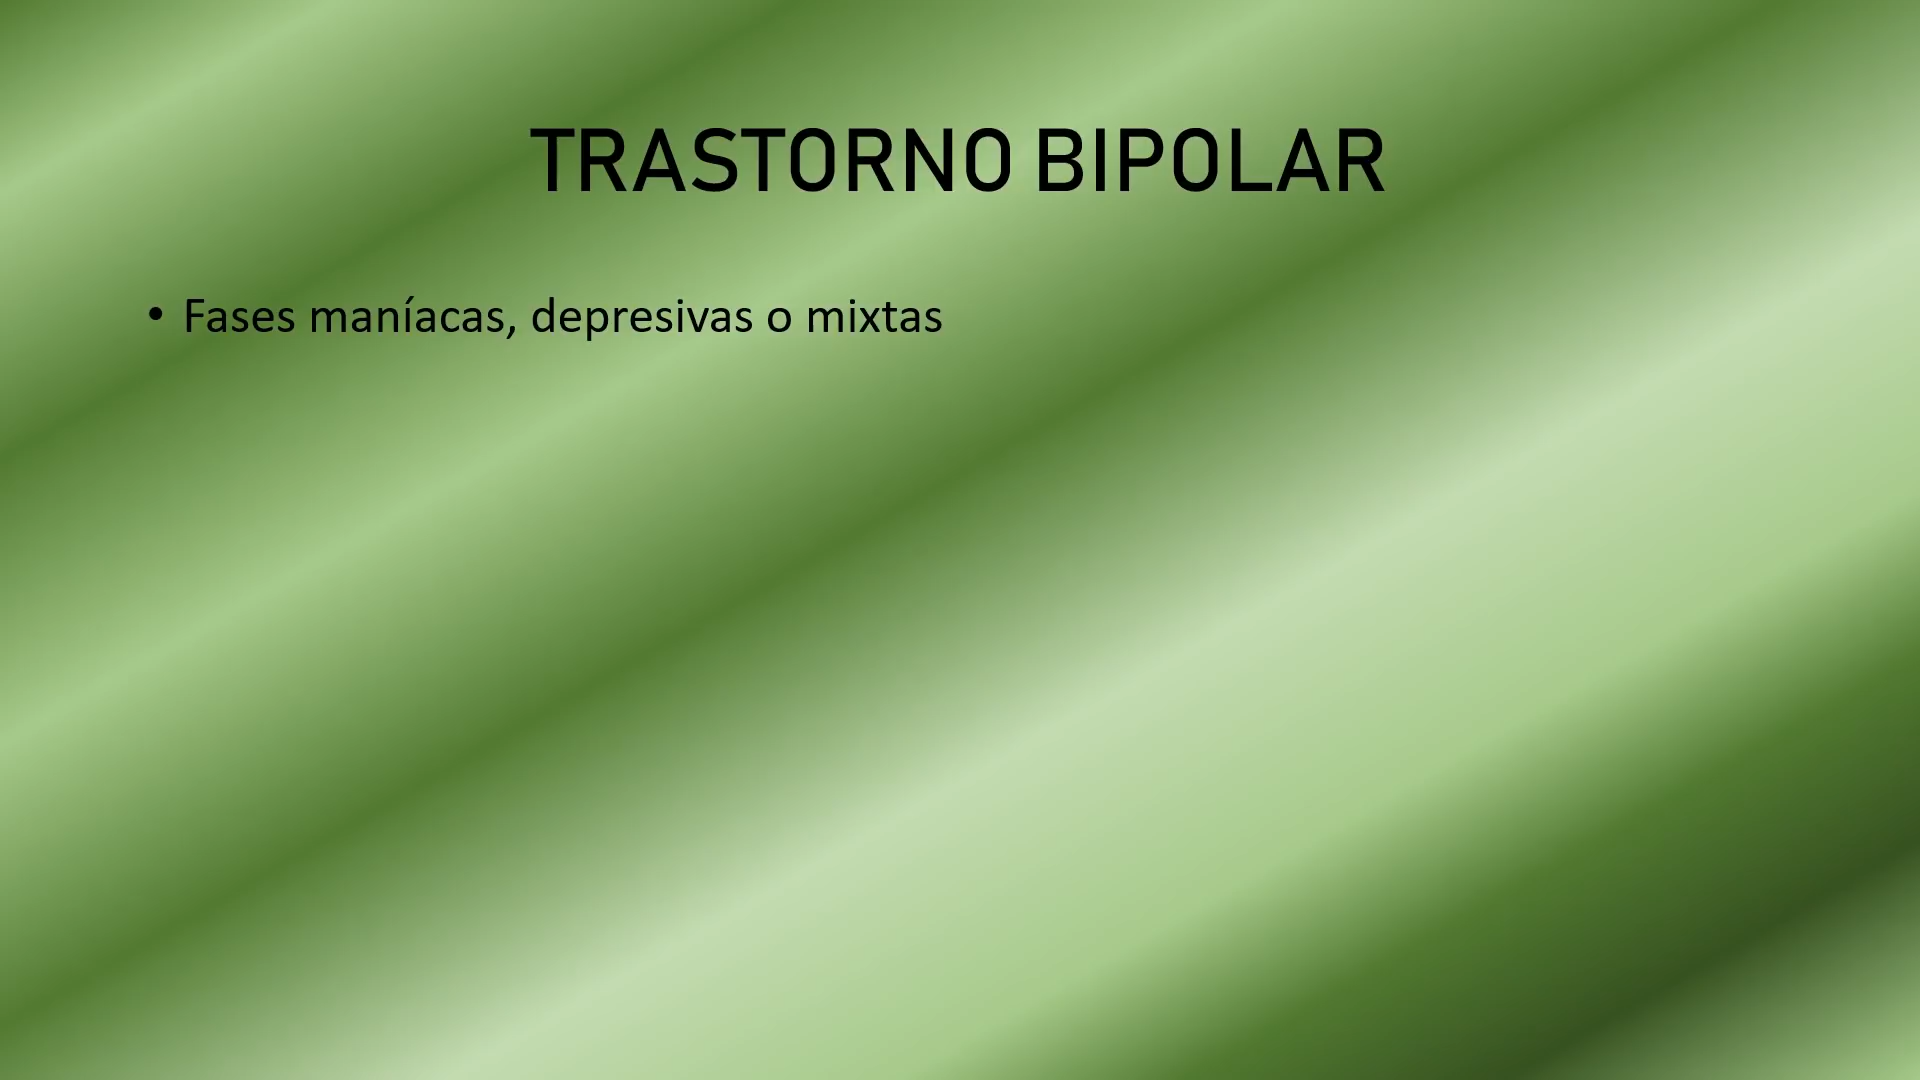 TRASTORNO BIPOLAR
• Fases maníacas, depresivas o mixtas